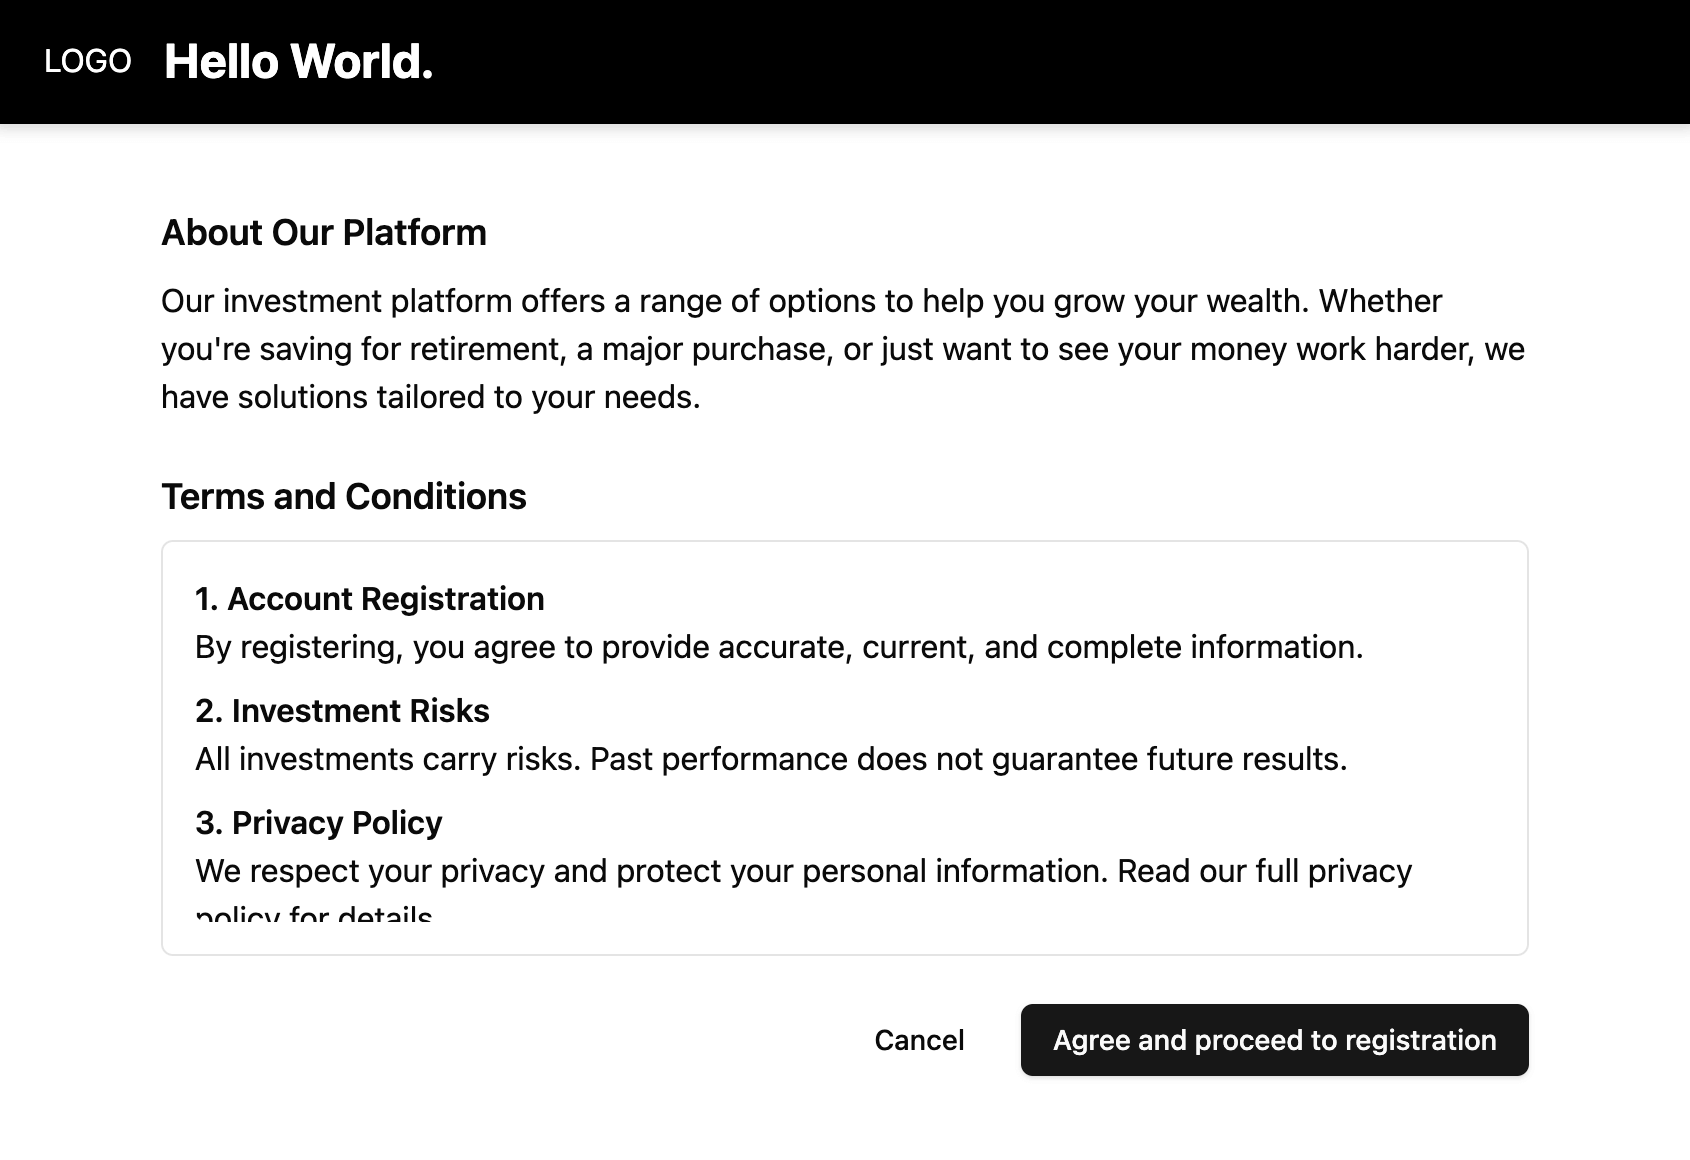 LOGO Hello World.
About Our Platform
Our investment platform offers a range of options to help you grow your wealth. Whether
you're saving for retirement, a major purchase, or just want to see your money work harder, we
have solutions tailored to your needs.
Terms and Conditions
1. Account Registration
By registering, you agree to provide accurate, current, and complete information.
2. Investment Risks
All investments carry risks. Past performance does not guarantee future results.
3. Privacy Policy
We respect your privacy and protect your personal information. Read our full privacy
policy for details
Cancel Agree and proceed to registration